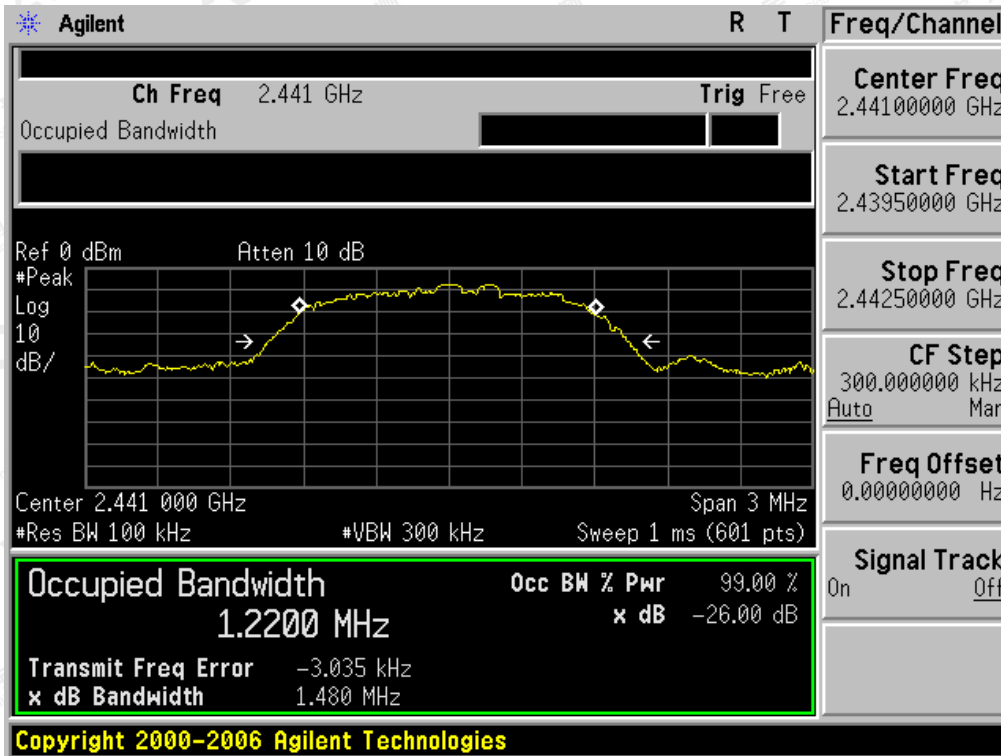 Agilent R T
Ch Freq 2.441 GHz Trig Free
Occupied Bandwidth
Ref 0 dBm Atten 10 dB
#Peak
Log
10
dB/
Center 2.441 000 GHz Span 3 MHz
#Res BW 100 kHz #VBW 300 kHz Sweep 1 ms (601 pts)
Occupied Bandwidth
1.2200 MHz
Occ BW % Pwr 99.00 %
x dB -26.00 dB
Transmit Freq Error -3.035 kHz
x dB Bandwidth 1.480 MHz
Copyright 2000-2006 Agilent Technologies
Freq/Channel
Center Freq
2.44100000 GHz
Start Freq
2.43950000 GHz
Stop Freq
2.44250000 GHz
CF Step
300.000000 kHz
Auto Man
Freq Offset
0.00000000 Hz
Signal Track
On Off